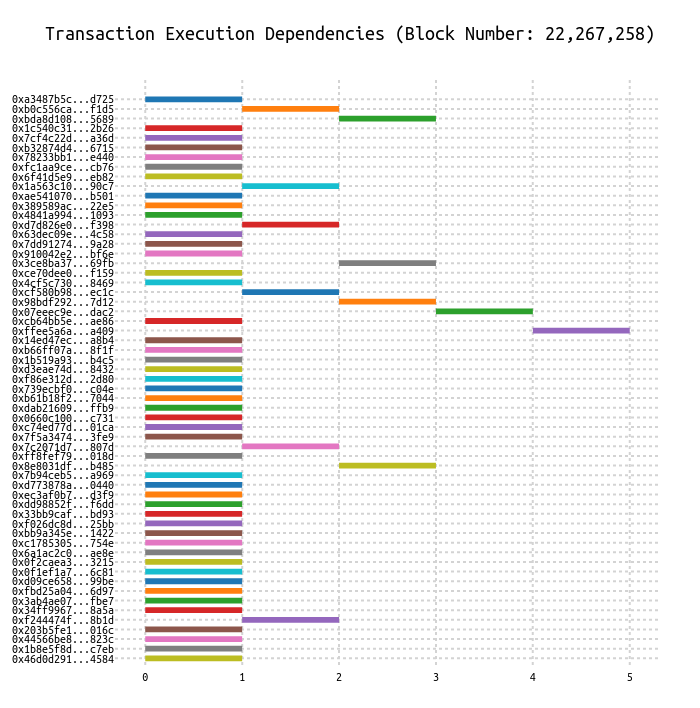 Transaction Execution Dependencies (Block Number: 22,267,258)
0xa3487b5c...d725
0xb0c556ca...f1d5
0xbda8d108...5689
0x1c540c31...2b26
0x7cf4c22d...a36d
0xb32874d4...6715
0x78233bb1...e440
0xfc1aa9ce...cb76
0x6f41d5e9...eb82
0x1a563c10...90c7
0xae541070...b501
0x389589ac...22e5
0x4841a994...1093
0xd7d826e0...f398
0x63dec09e...4c58
0x7dd91274...9a28
0x910042e2...bf6e
0x3ce8ba37...69fb
0xce70dee0...f159
0x4cf5c730...8469
0xcf580b98...ec1c
0x98bdf292...7d12
0x07eeec9e...dac2
0xcb64bb5e...ae86
0xffee5a6a...a409
0x14ed47ec...a8b4
0xb66ff07a...8f1f
0x1b519a93...b4c5
0xd3eae74d...8432
0xf86e312d...2d80
0x739ecbf0...c04e
0xb61b18f2...7044
0xdab21609...ffb9
0x0660c100...c731
0xc74ed77d...01ca
0x7f5a3474...3fe9
0x7c2071d7...807d
0xff8fef79...018d
0x8e8031df...b485
0x7b94ceb5...a969
0xd773878a...0440
0xec3af0b7...d3f9
0xdd98852f...f6dd
0x33bb9caf...bd93
0xf026dc8d...25bb
0xbb9a345e...1422
0xc1785305...754e
0x6a1ac2c0...ae8e
0x0f2caea3...3215
0x0f1ef1a7...6c81
0xd09ce658...99be
0xfbd25a04...6d97
0x3ab4ae07...fbe7
0x34ff9967...8a5a
0xf244474f...8b1d
0x203b5fe1...016c
0x44566be8...823c
0x1b8e5f8d...c7eb
0x46d0d291...4584
0 1 2 3 4 5